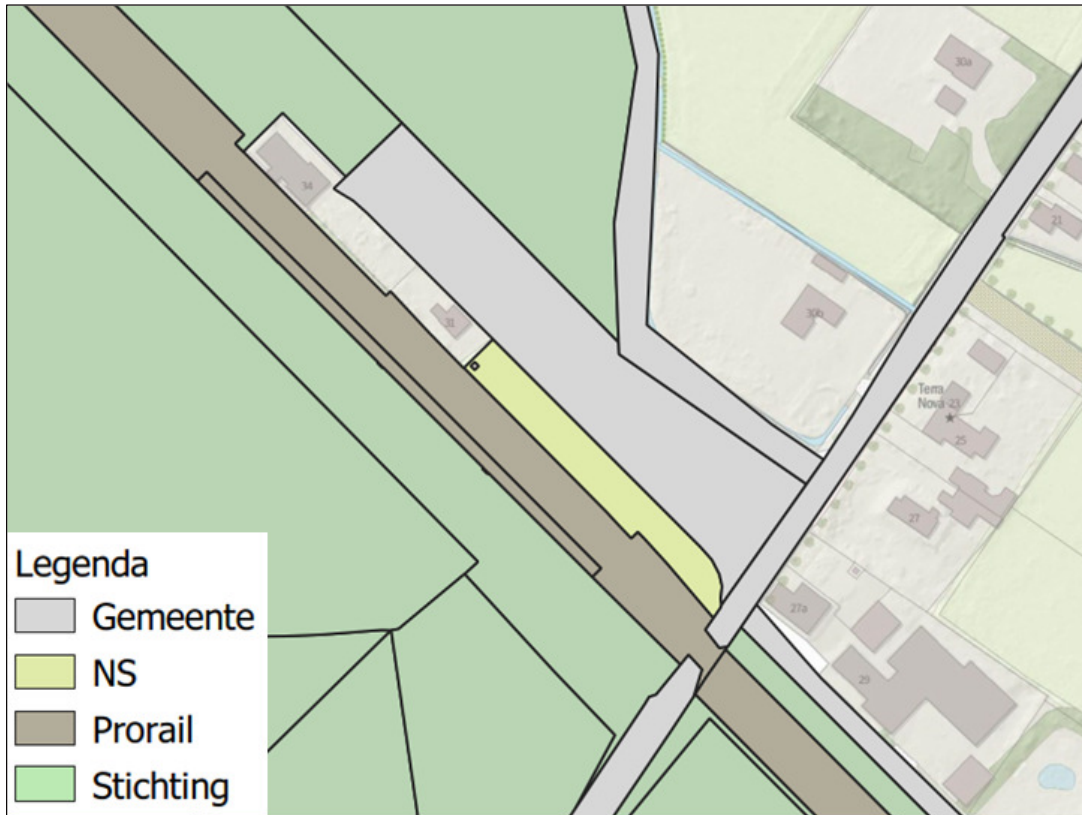 30a
21
34
30b
31
Terra
Nova 23
25
27
27a
29
Legenda
Gemeente
NS
Prorail
Stichting